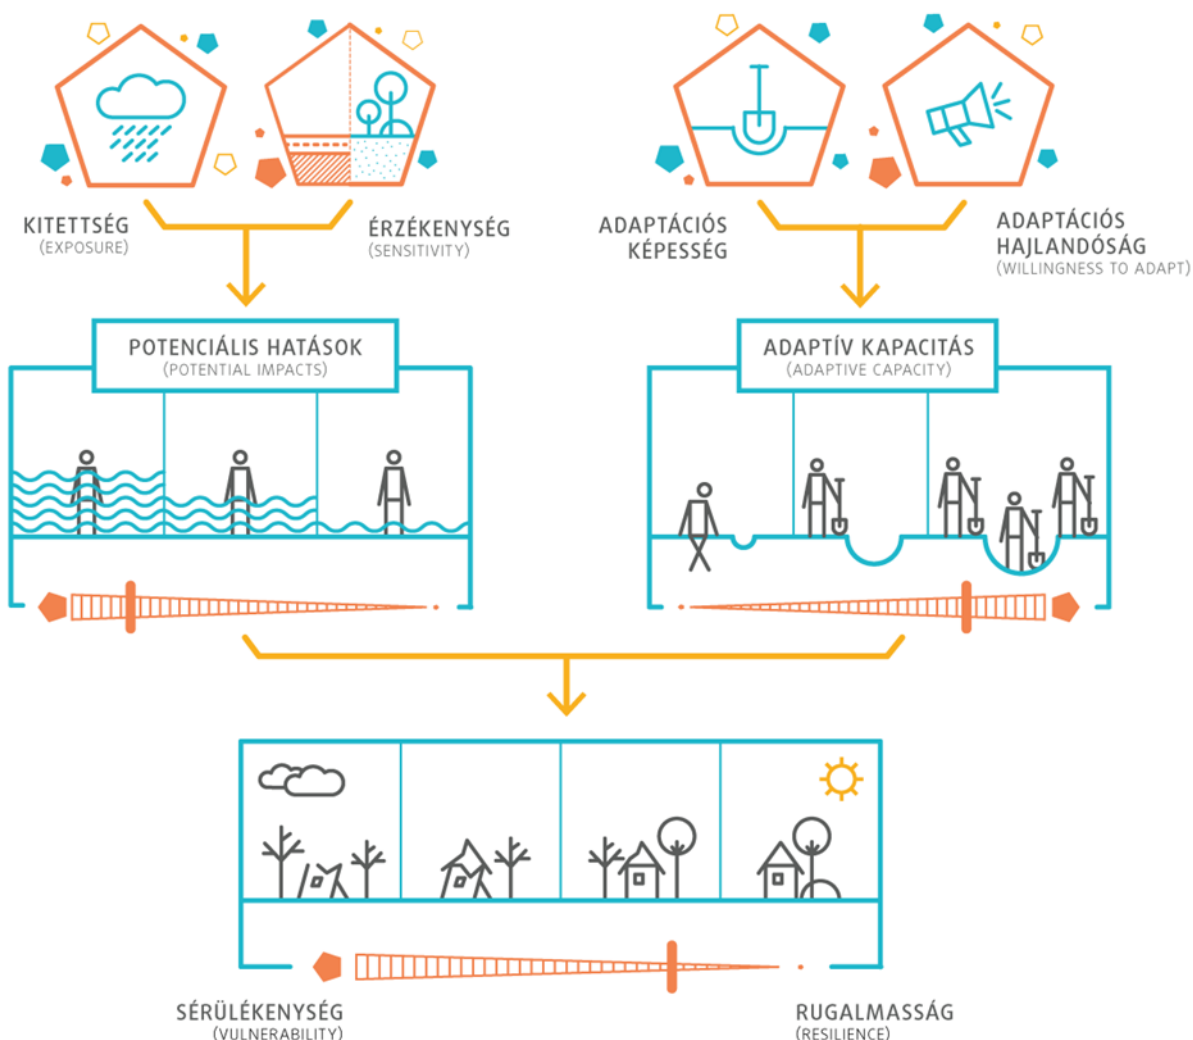 KITETTSÉG
(EXPOSURE)
ÉRZÉKENYSÉG
(SENSITIVITY)
ADAPTÁCIÓS
KÉPESSÉG
ADAPTÁCIÓS
HAJLANDÓSÁG
(WILLINGNESS TO ADAPT)
POTENCIÁLIS HATÁSOK
(POTENTIAL IMPACTS)
ADAPTÍV KAPACITÁS
(ADAPTIVE CAPACITY)
SÉRÜLÉKENYSÉG
(VULNERABILITY)
RUGALMASSÁG
(RESILIENCE)